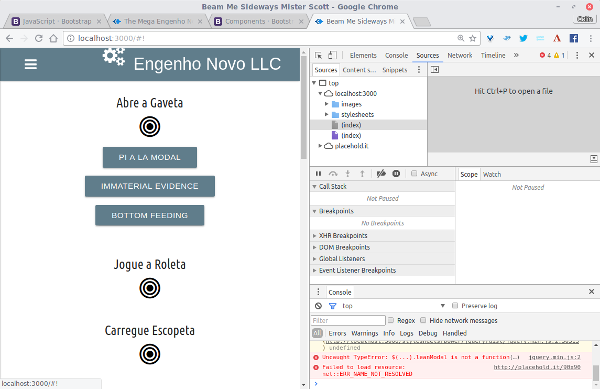 Beam Me Sideways Mister Scott - Google Chrome
JavaScript · Bootstrap
The Mega Engenho N
Components · Bootst
Beam Me Sideways M
Colin
localhost:3000/#!
Engenho Novo LLC
Abre a Gaveta
PI A LA MODAL
IMMATERIAL EVIDENCE
BOTTOM FEEDING
Jogue a Roleta
Carregue Escopeta
localhost:3000/#!
Elements Console Sources Network Timeline » 4 1
Sources Content s... Snippets
top
localhost:3000
images
stylesheets
(index)
(index)
placehold.it
Hit Ctrl+P to open a file
Async
Scope Watch
Call Stack
Not Paused
Not Paused
Breakpoints
No Breakpoints
XHR Breakpoints
DOM Breakpoints
Global Listeners
Event Listener Breakpoints
Console
top Preserve log
Filter Regex Hide network messages
All Errors Warnings Info Logs Debug Handled
) undefined
Uncaught TypeError: $(...).leanModal is not a function(…) jquery.min.js:2
Failed to load resource: http://placehold.it/90x90
net::ERR_NAME_NOT_RESOLVED